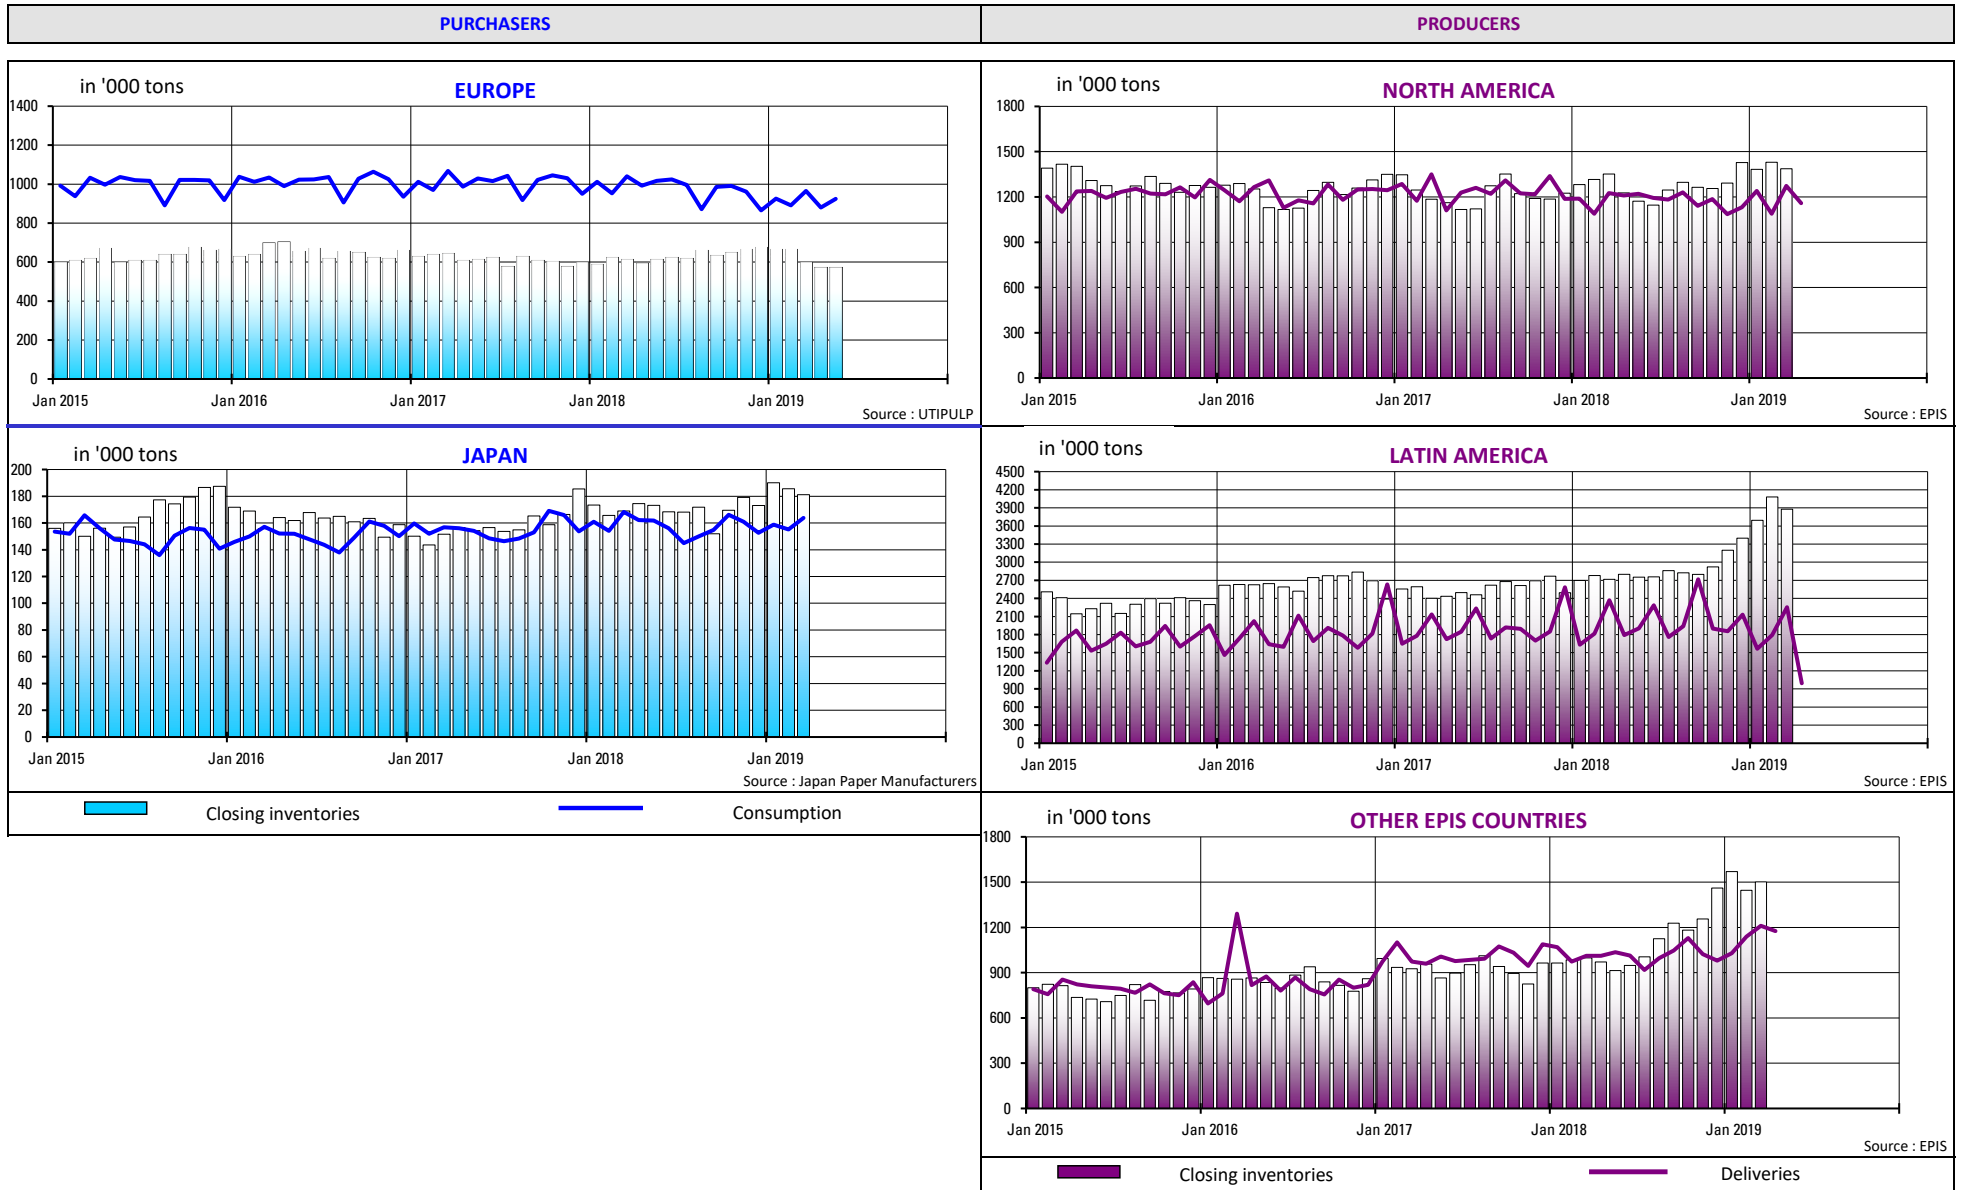 PURCHASERS
PRODUCERS
in '000 tons
EUROPE
1400
1200
1000
800
600
400
200
0
Jan 2015 Jan 2016 Jan 2017 Jan 2018 Jan 2019
Source : UTIPULP
in '000 tons
NORTH AMERICA
1800
1500
1200
900
600
300
0
Jan 2015 Jan 2016 Jan 2017 Jan 2018 Jan 2019
Source : EPIS
in '000 tons
JAPAN
200
180
160
140
120
100
80
60
40
20
0
Jan 2015 Jan 2016 Jan 2017 Jan 2018 Jan 2019
Source : Japan Paper Manufacturers
Closing inventories
Consumption
in '000 tons
LATIN AMERICA
4500
4200
3900
3600
3300
3000
2700
2400
2100
1800
1500
1200
900
600
300
0
Jan 2015 Jan 2016 Jan 2017 Jan 2018 Jan 2019
Source : EPIS
in '000 tons
OTHER EPIS COUNTRIES
1800
1500
1200
900
600
300
0
Jan 2015 Jan 2016 Jan 2017 Jan 2018 Jan 2019
Source : EPIS
Closing inventories
Deliveries